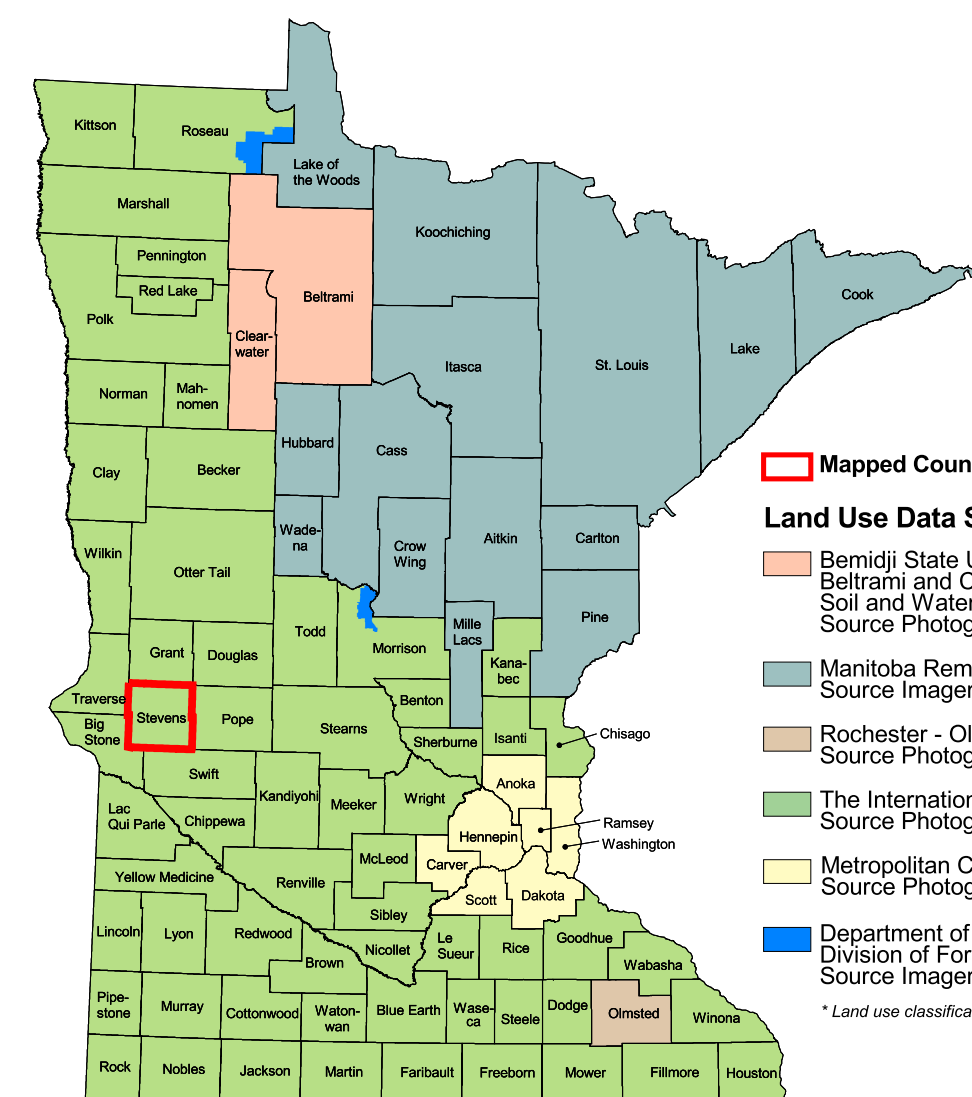 Kittson
Roseau
Lake of
the Woods
Marshall
Koochiching
Pennington
Red Lake
Beltrami
Cook
Polk
Clear-
water
Lake
Itasca
St. Louis
Norman
Mah-
nomen
Hubbard
Cass
Clay
Becker
Mapped Coun
Land Use Data S
Wade-
na
Crow
Wing
Aitkin
Carlton
Wilkin
Otter Tail
Bemidji State U
Beltrami and C
Soil and Water
Source Photog
Pine
Mille
Lacs
Todd
Morrison
Grant
Douglas
Kana-
bec
Manitoba Rem
Source Imager
Traverse
Stevens
Pope
Benton
Big
Stone
Stearns
Sherburne
Isanti
Chisago
Rochester - Ol
Source Photog
Swift
Anoka
Kandiyohi
Meeker
Wright
The Internation
Source Photog
Lac
Qui Parle
Chippewa
Hennepin
Ramsey
Washington
McLeod
Carver
Metropolitan C
Source Photog
Yellow Medicine
Renville
Scott
Dakota
Sibley
Lincoln
Lyon
Redwood
Nicollet
Le
Sueur
Rice
Goodhue
Department of
Division of For
Source Imager
Brown
Wabasha
Pipe-
stone
Murray
Cottonwood
Waton-
wan
Blue Earth
Wase-
ca
Steele
Dodge
Olmsted
Winona
* Land use classifica
Rock
Nobles
Jackson
Martin
Faribault
Freeborn
Mower
Fillmore
Houston